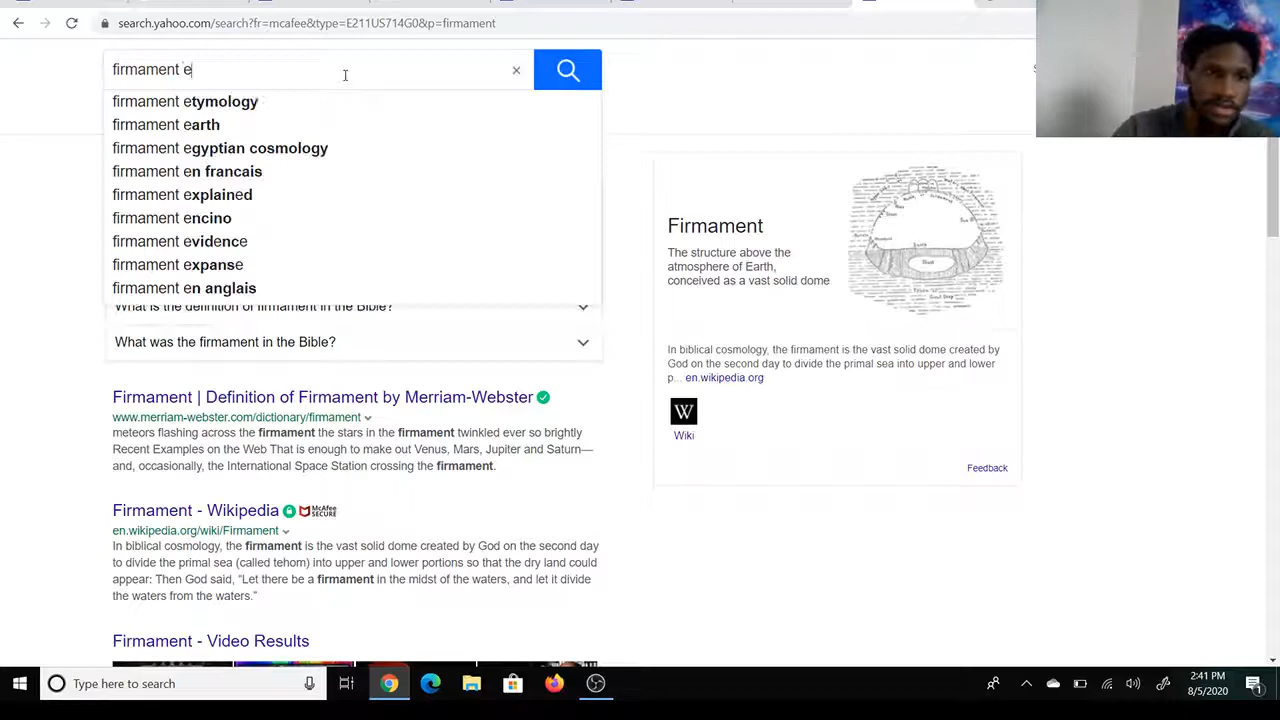 search.yahoo.com/search?fr=mcafee&type=E211US714G0&p=firmament
firmament e
firmament etymology
firmament earth
firmament egyptian cosmology
firmament en francais
firmament explained
firmament encino
firmament evidence
firmament expanse
firmament en anglais
What was the firmament in the Bible?
Firmament | Definition of Firmament by Merriam-Webster
www.merriam-webster.com/dictionary/firmament
meteors flashing across the firmament the stars in the firmament twinkled ever so brightly
Recent Examples on the Web That is enough to make out Venus, Mars, Jupiter and Saturn—
and, occasionally, the International Space Station crossing the firmament.
Firmament - Wikipedia
McAfee
SECURE
en.wikipedia.org/wiki/Firmament
In biblical cosmology, the firmament is the vast solid dome created by God on the second day
to divide the primal sea (called tehom) into upper and lower portions so that the dry land could
appear: Then God said, “Let there be a firmament in the midst of the waters, and let it divide
the waters from the waters.”
Firmament - Video Results
Firmament
The structure above the
atmosphere of Earth,
conceived as a vast solid dome
In biblical cosmology, the firmament is the vast solid dome created by
God on the second day to divide the primal sea into upper and lower
p... en.wikipedia.org
W
Wiki
Feedback
Type here to search
2:41 PM
8/5/2020
1